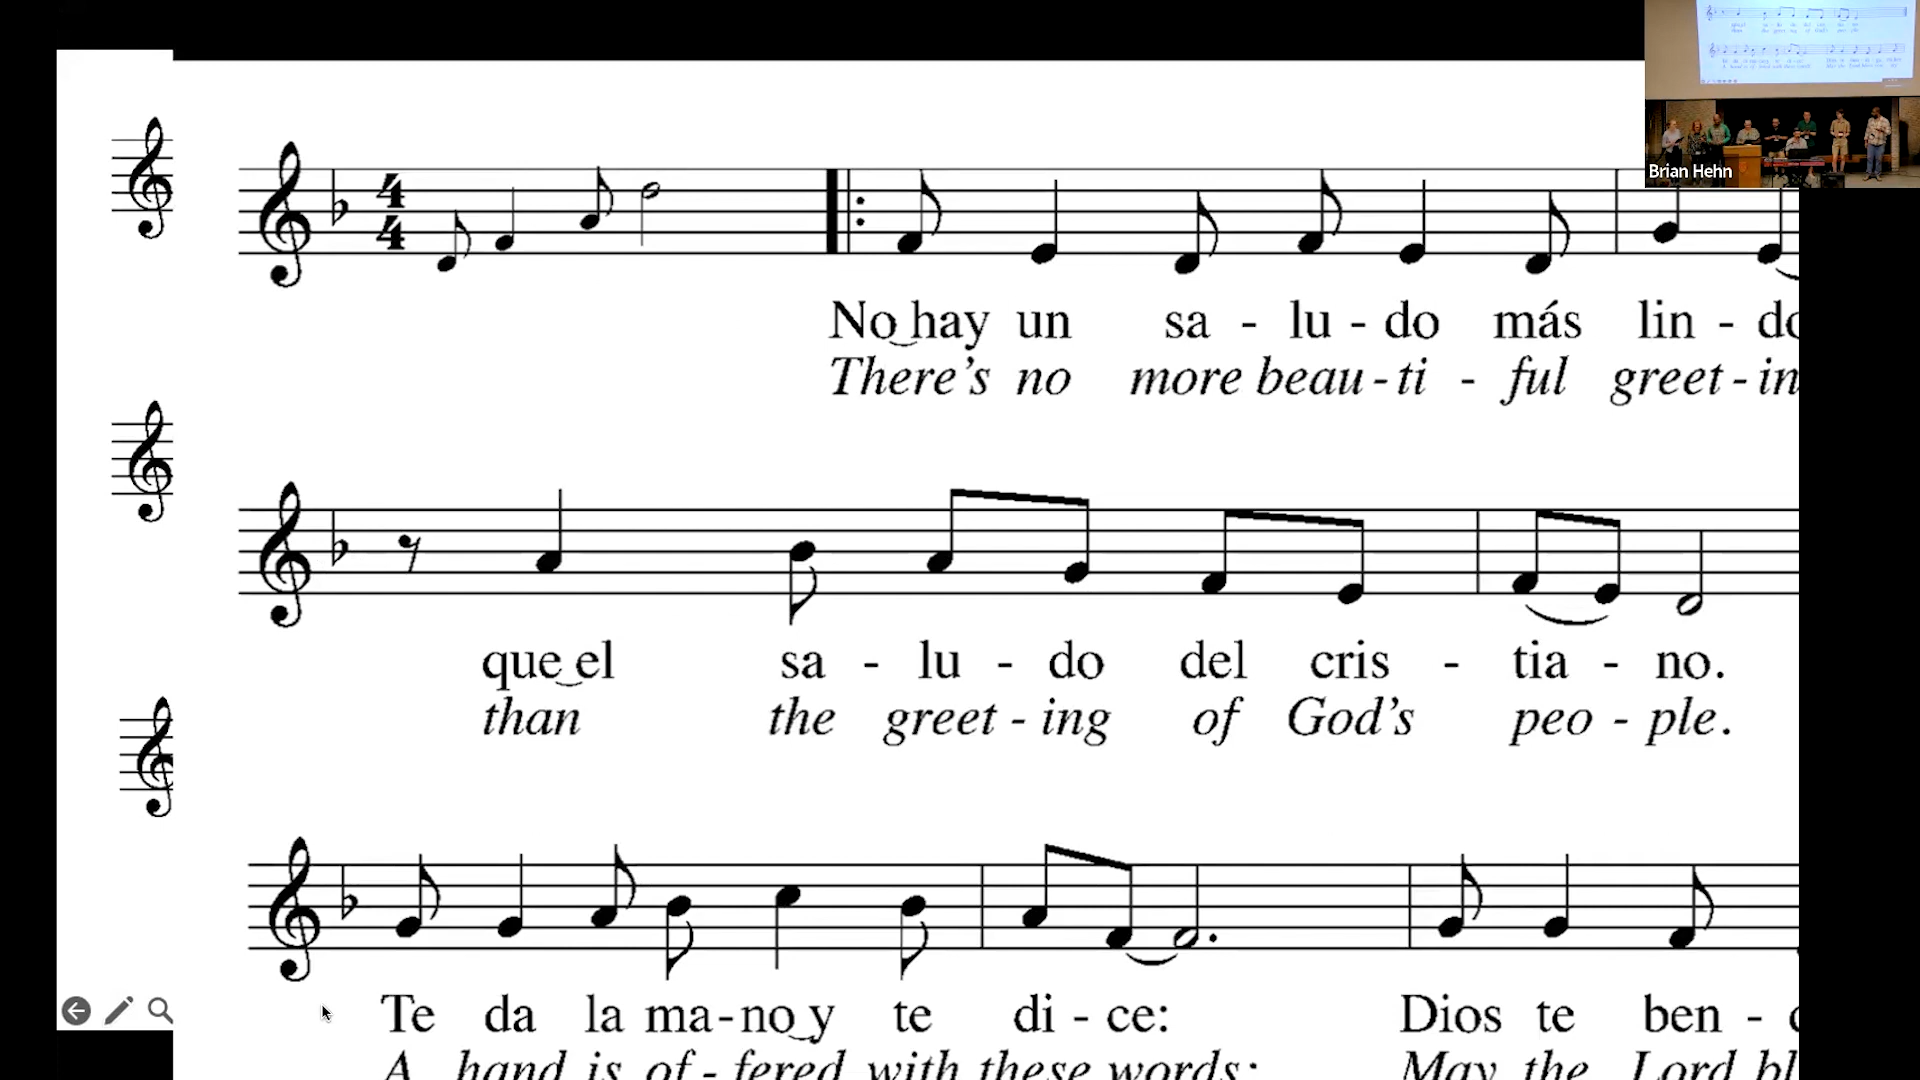 Brian Hehn
No hay un sa - lu - do más lin - do
There's no more beau - ti - ful greet - in
que el sa - lu - do del cris - tia - no.
than the greet - ing of God's peo - ple.
Te da la ma - no y te di - ce: Dios te ben -
A hand is of - fered with these words: May the Lord bl